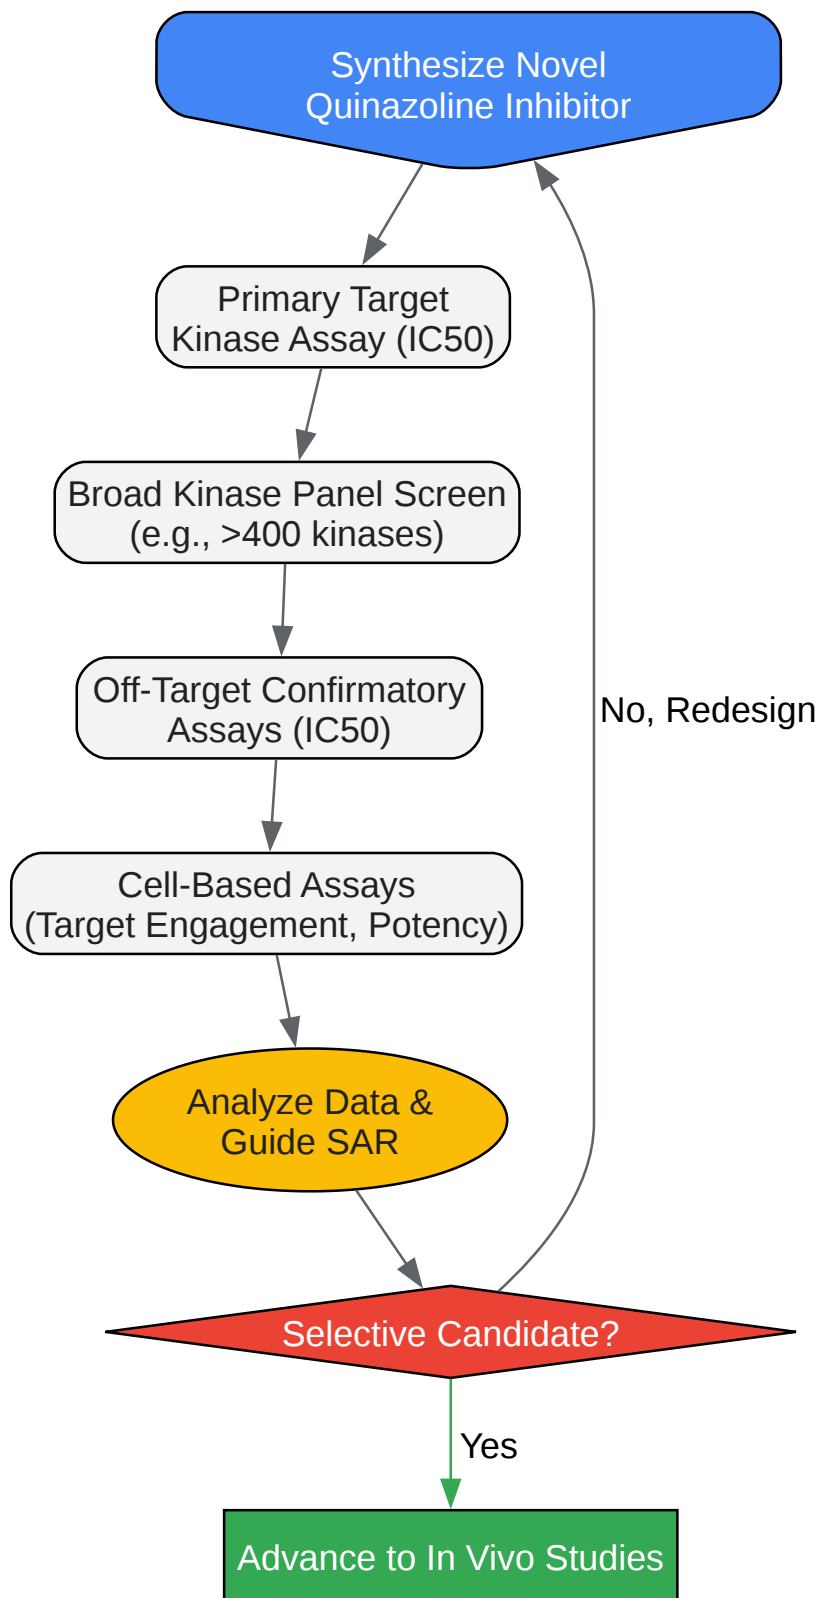 Synthesize Novel
Quinazoline Inhibitor
Primary Target
Kinase Assay (IC50)
Broad Kinase Panel Screen
(e.g., >400 kinases)
Off-Target Confirmatory
Assays (IC50)
No, Redesign
Cell-Based Assays
(Target Engagement, Potency)
Analyze Data &
Guide SAR
Selective Candidate?
Yes
Advance to In Vivo Studies